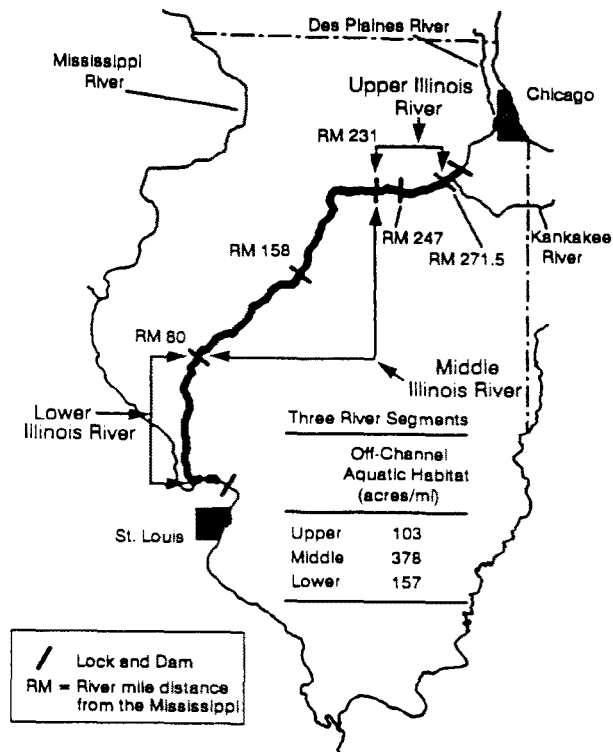 Des Plaines River
Mississippi
River
Upper Illinois
River
Chicago
RM 231
RM 247
Kankakee
River
RM 271.5
RM 158
RM 80
Middle
Illinois River
Lower
Illinois River
Three River Segments
Off-Channel
Aquatic Habitat
(acres/mi)
Upper 103
Middle 378
Lower 157
St. Louis
Lock and Dam
RM = River mile distance
from the Mississippi